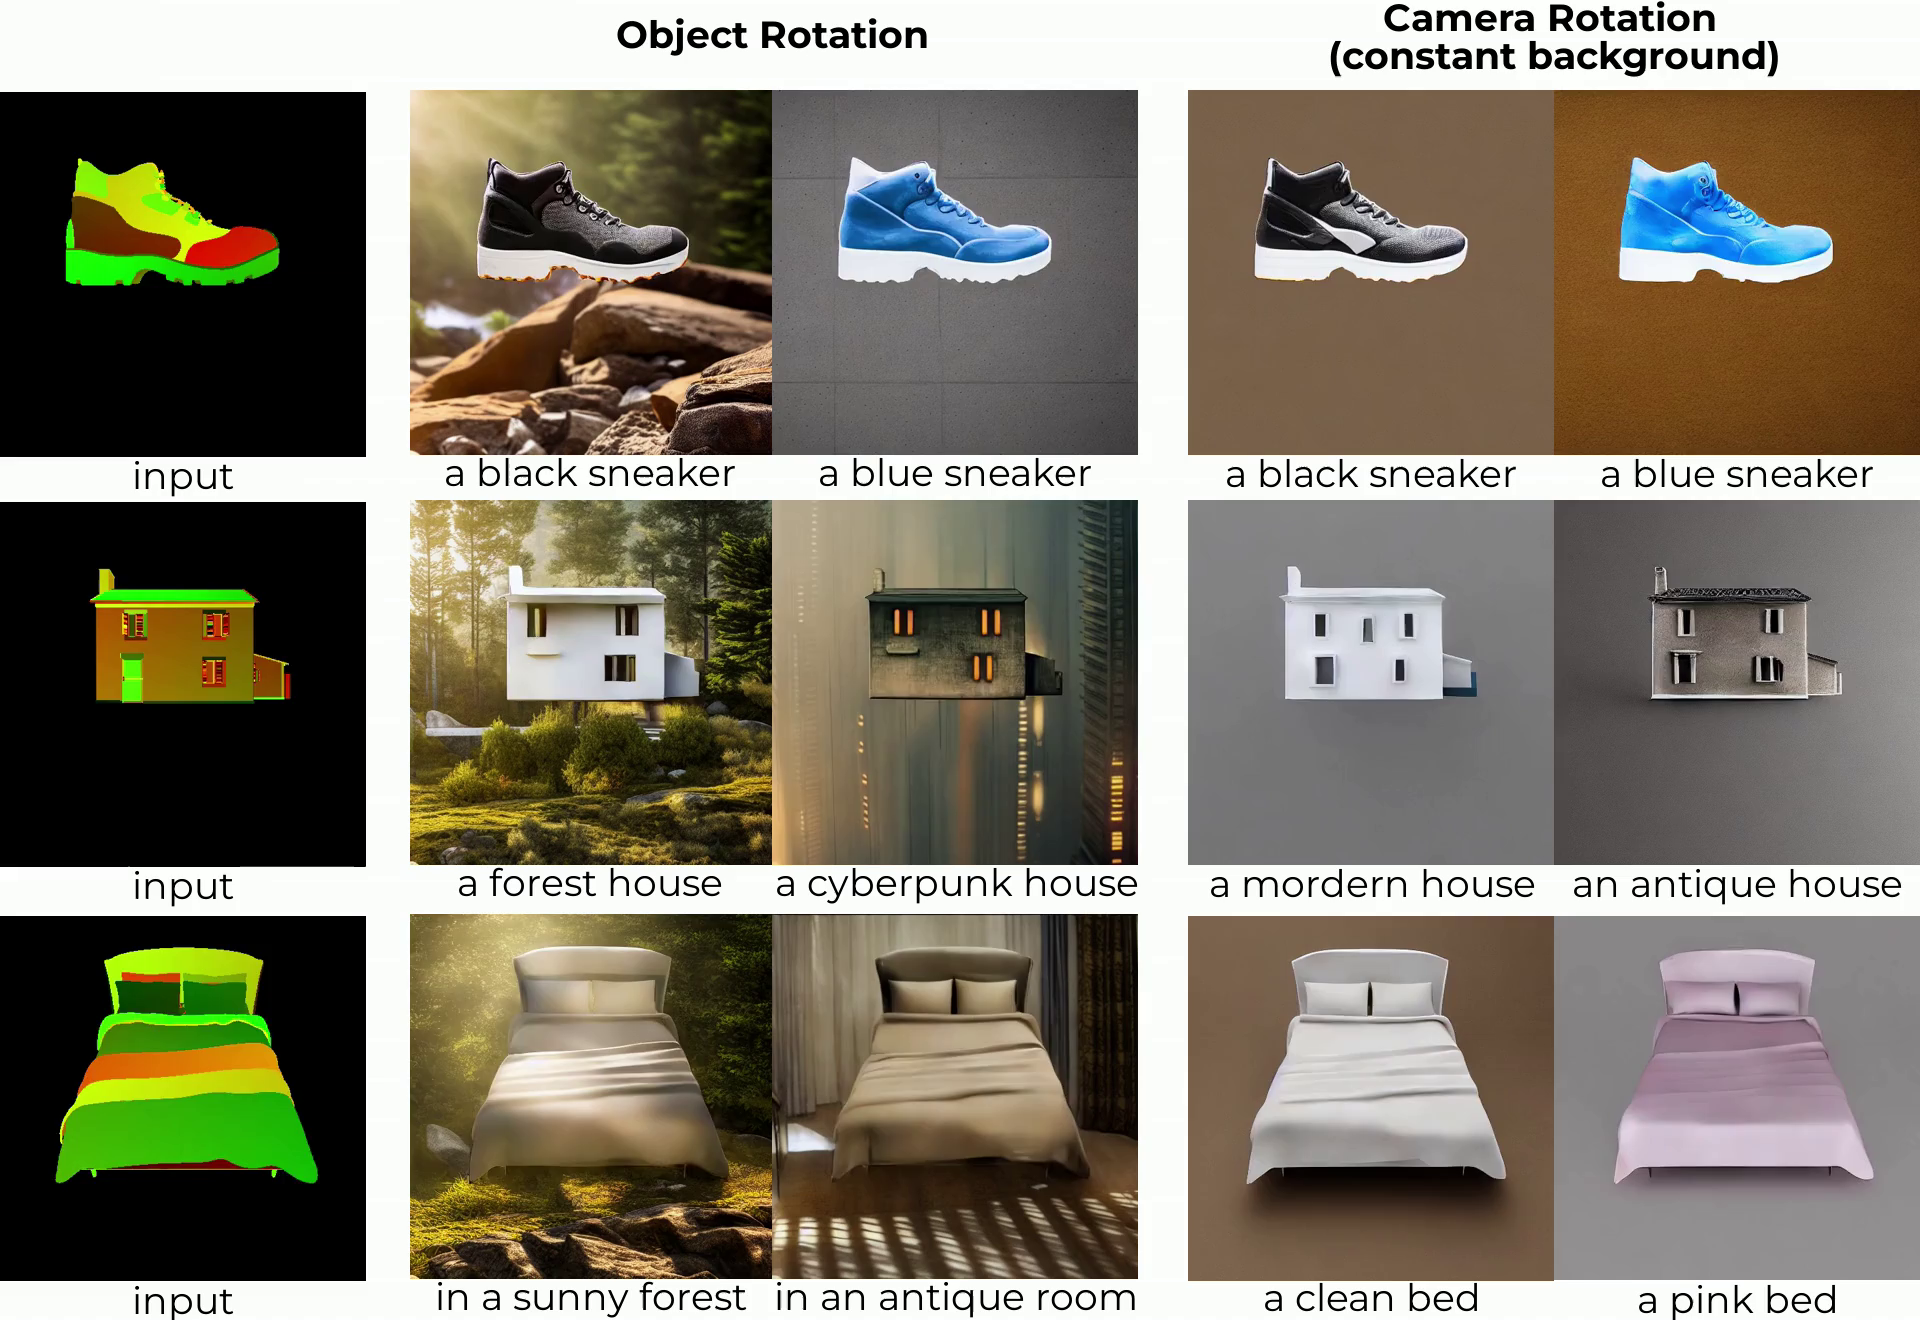 Object Rotation
Camera Rotation
(constant background)
input
a black sneaker
a blue sneaker
a black sneaker
a blue sneaker
input
a forest house
a cyberpunk house
a mordern house
an antique house
input
in a sunny forest
in an antique room
a clean bed
a pink bed